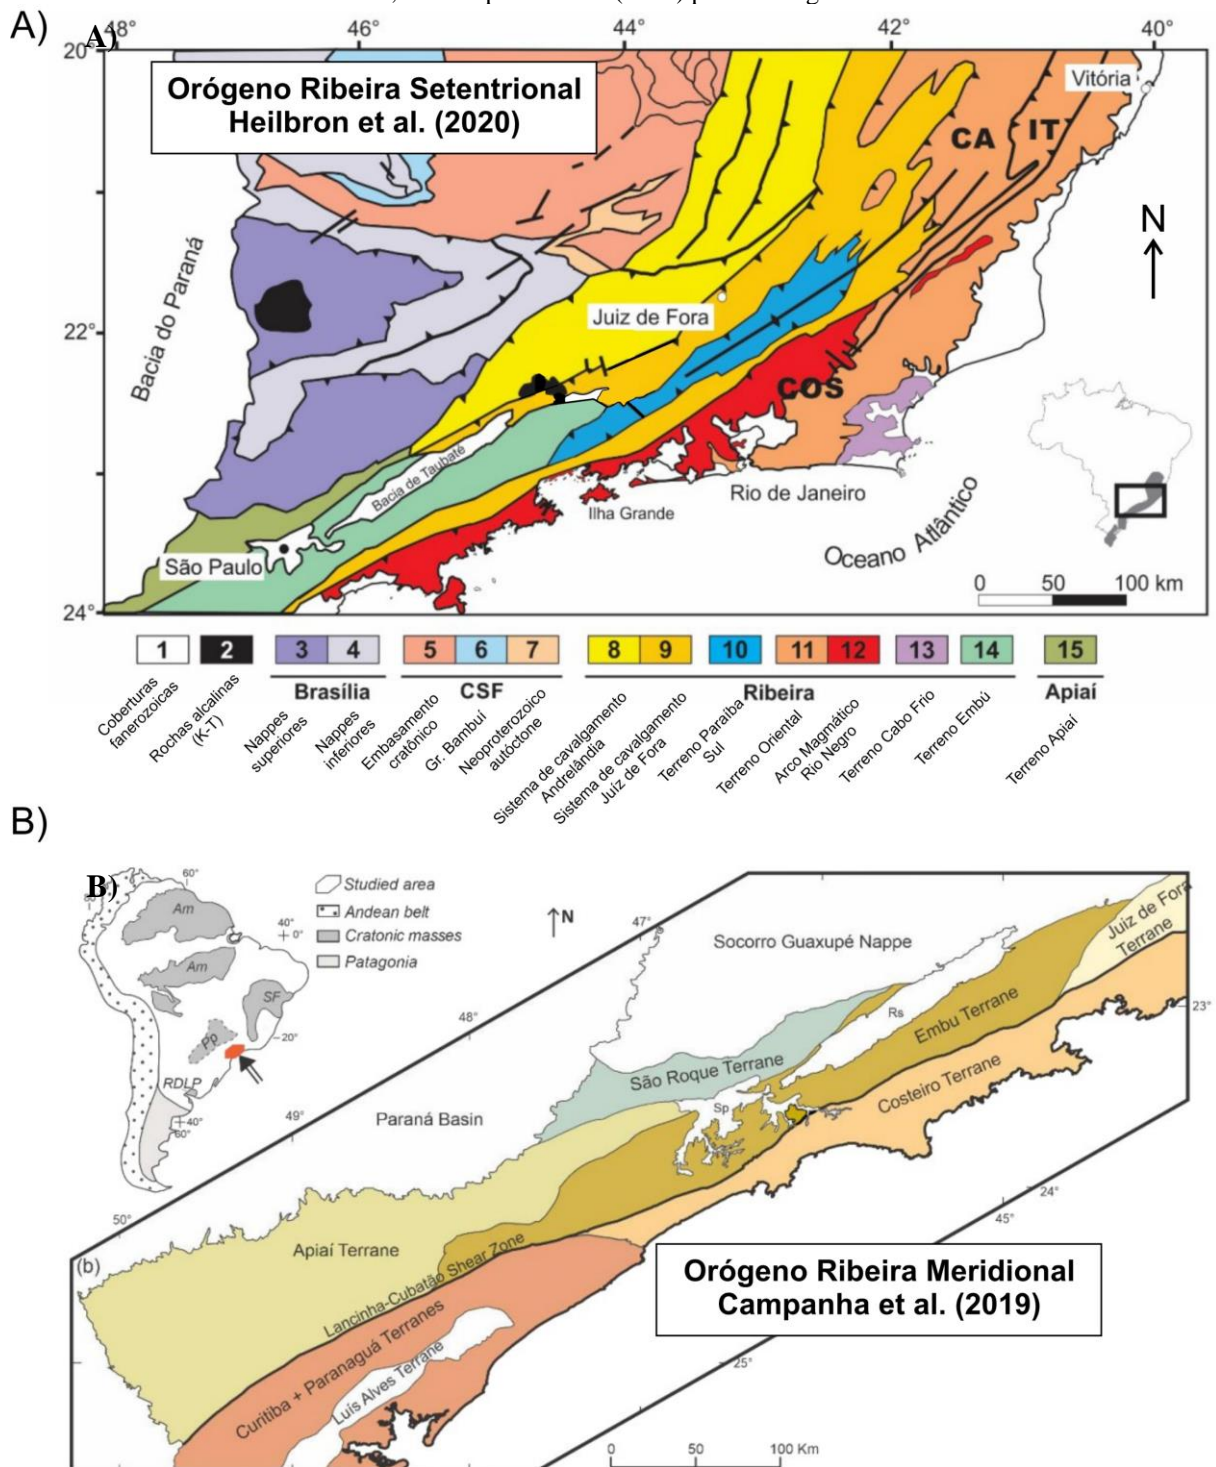 A)
A)
48°
44°
42°
40°
20°
Orógeno Ribeira Setentrional
Heilbron et al. (2020)
Vitória
CA
IT
Bacia do Paraná
N
22°
Juiz de Fora
COS
Bacia de Taubaté
Rio de Janeiro
Ilha Grande
Oceano Atlântico
São Paulo
0 50 100 km
24°
1 2 3 4 5 6 7 8 9 10 11 12 13 14 15
Brasília
CSF
Ribeira
Apiaí
Coberturas
fanerozoicas
Rochas alcalinas
(K-T)
Nappes
superiores
Nappes
inferiores
Embasamento
cratônico
Gr. Bambuí
Neoproterozoico
autóctone
Sistema de cavalgamento
Andrelândia
Sistema de cavalgamento
Juíz de Fora
Terreno Paraíba
Sul
Terreno Oriental
Arco Magmático
Rio Negro
Terreno Cabo Frio
Terreno Embú
Terreno Apiaí
B)
B)
60°
Am
40°
0°
Am
SF
20°
Pp
RDLP
40°
60°
Studied area
Andean belt
Cratonic masses
Patagonia
N
47°
Socorro Guaxupé Nappe
Juiz de Fora
Terrane
Rs
Embu Terrane
23°
48°
São Roque Terrane
Sp
Costeiro Terrane
Paraná Basin
49°
50°
24°
45°
(b)
Apiaí Terrane
Lancinha-Cubatão Shear Zone
Orógeno Ribeira Meridional
Campanha et al. (2019)
Curitiba + Paranaguá Terranes
Luís Alves Terrane
25°
0 50 100 Km